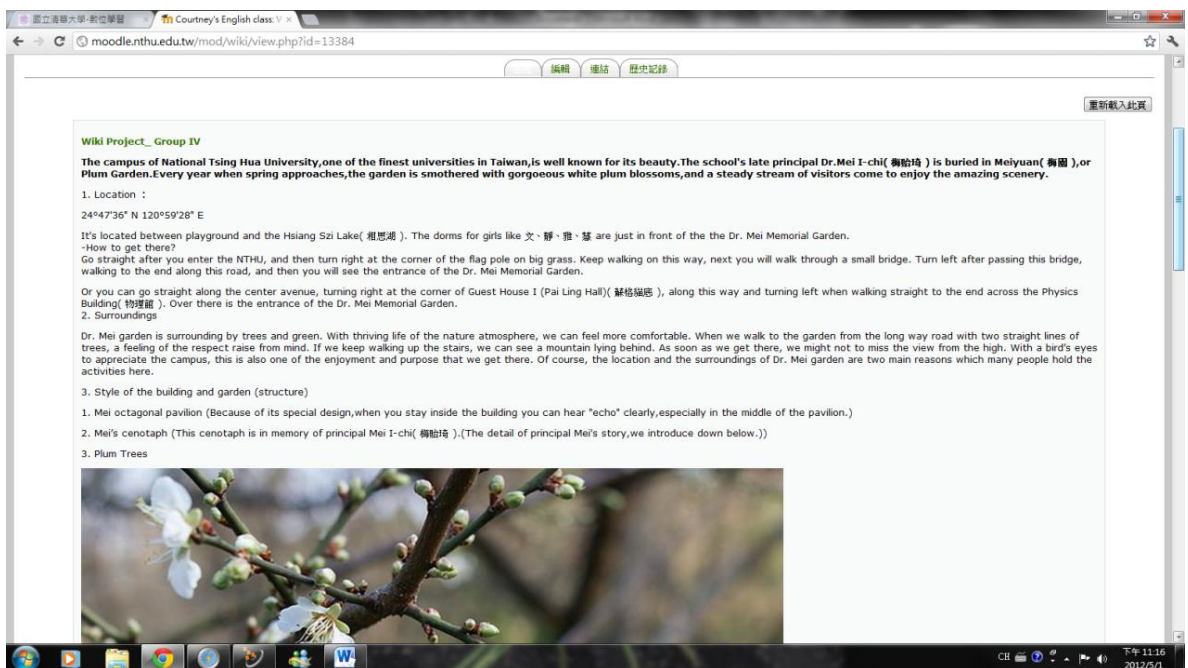 國立清華大學-數位學習
Courtney's English class: W
moodle.nthu.edu.tw/mod/wiki/view.php?id=13384
編輯 連結 歷史記錄
重新載入此頁
Wiki Project_ Group IV
The campus of National Tsing Hua University,one of the finest universities in Taiwan,is well known for its beauty.The school's late principal Dr.Mei I-chi( 梅貽琦 ) is buried in Meiyuan( 梅園 ),or
Plum Garden.Every year when spring approaches,the garden is smothered with gorgoeous white plum blossoms,and a steady stream of visitors come to enjoy the amazing scenery.
1. Location ：
24º47'36" N 120º59'28" E
It's located between playground and the Hsiang Szi Lake( 相思湖 ). The dorms for girls like 文、靜、雅、慧 are just in front of the the Dr. Mei Memorial Garden.
-How to get there?
Go straight after you enter the NTHU, and then turn right at the corner of the flag pole on big grass. Keep walking on this way, next you will walk through a small bridge. Turn left after passing this bridge,
walking to the end along this road, and then you will see the entrance of the Dr. Mei Memorial Garden.
Or you can go straight along the center avenue, turning right at the corner of Guest House I (Pai Ling Hall)( 蘇格貓底 ), along this way and turning left when walking straight to the end across the Physics
Building( 物理館 ). Over there is the entrance of the Dr. Mei Memorial Garden.
2. Surroundings
Dr. Mei garden is surrounding by trees and green. With thriving life of the nature atmosphere, we can feel more comfortable. When we walk to the garden from the long way road with two straight lines of
trees, a feeling of the respect raise from mind. If we keep walking up the stairs, we can see a mountain lying behind. As soon as we get there, we might not to miss the view from the high. With a bird's eyes
to appreciate the campus, this is also one of the enjoyment and purpose that we get there. Of course, the location and the surroundings of Dr. Mei garden are two main reasons which many people hold the
activities here.
3. Style of the building and garden (structure)
1. Mei octagonal pavilion (Because of its special design,when you stay inside the building you can hear "echo" clearly,especially in the middle of the pavilion.)
2. Mei's cenotaph (This cenotaph is in memory of principal Mei I-chi( 梅貽琦 ).(The detail of principal Mei's story,we introduce down below.))
3. Plum Trees
CH
下午 11:16
2012/5/1